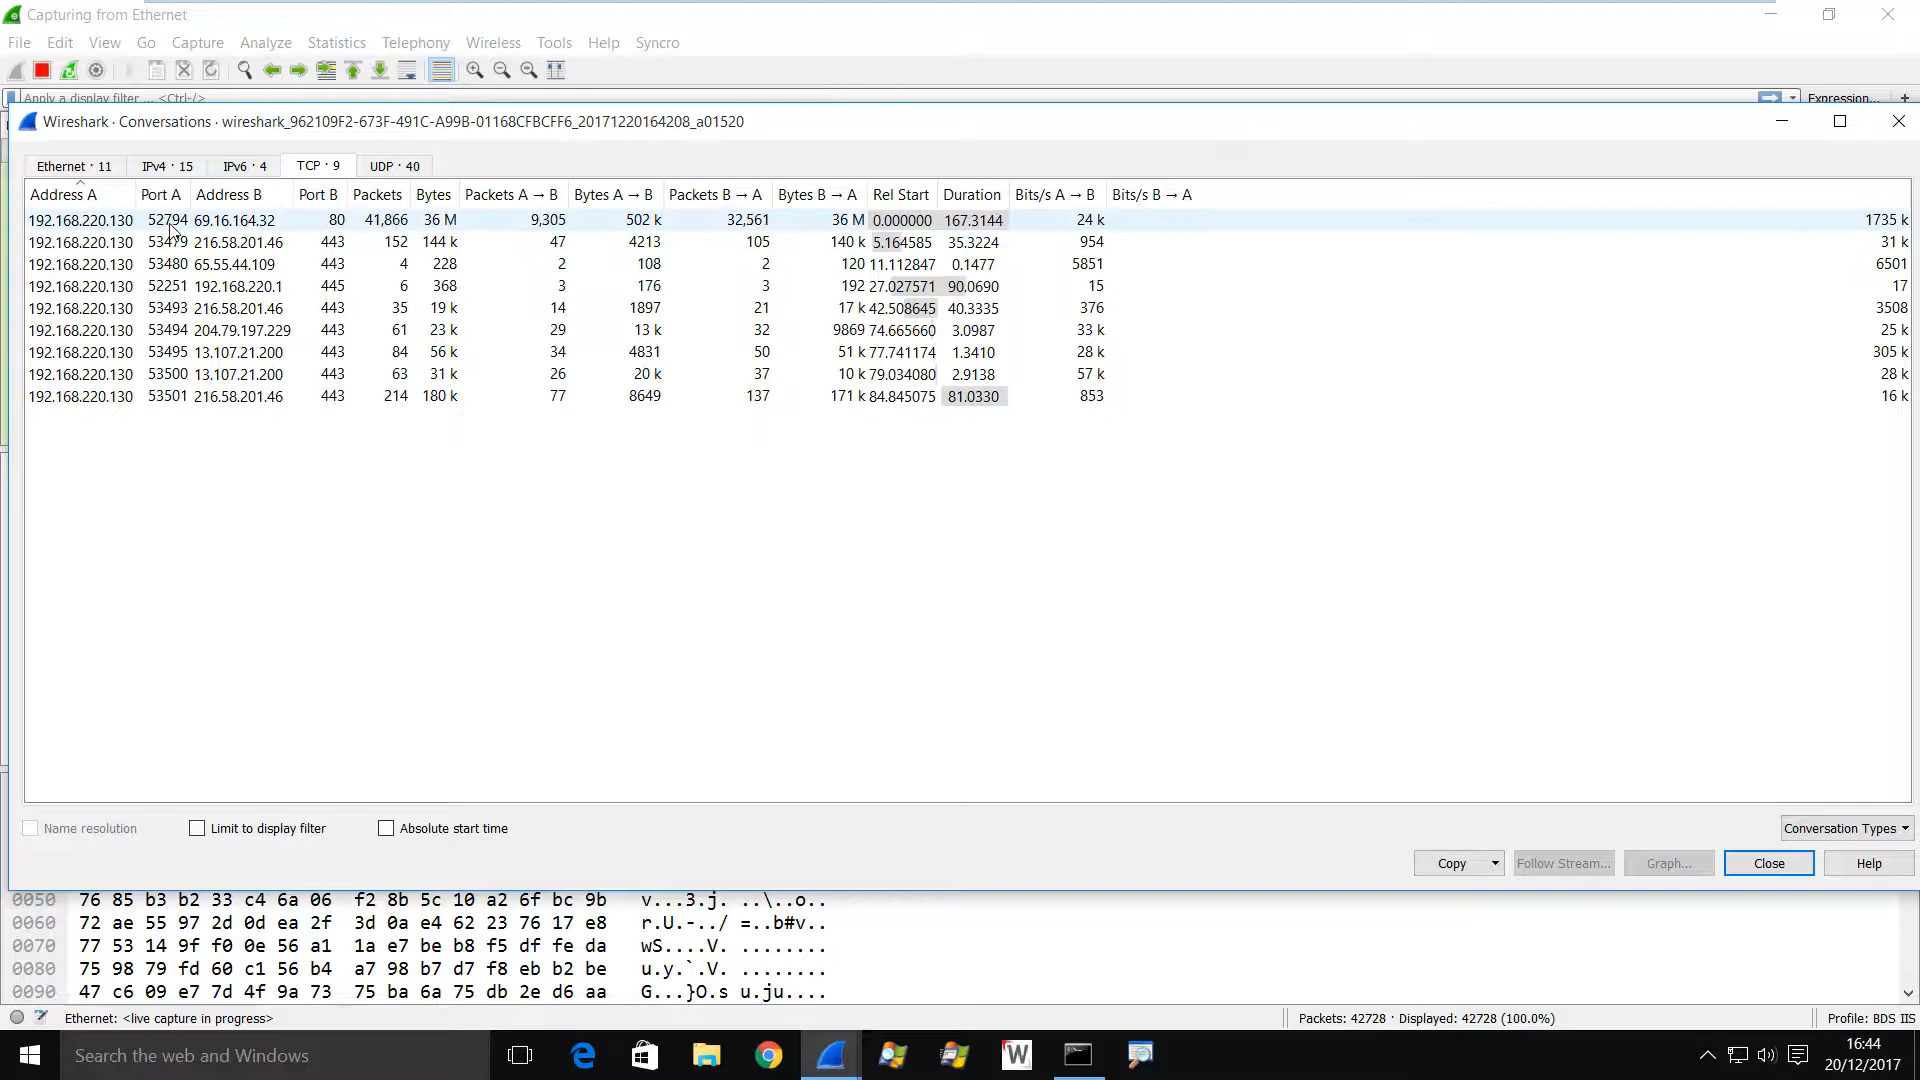 Capturing from Ethernet
File Edit View Go Capture Analyze Statistics Telephony Wireless Tools Help Syncro
Apply a display filter ... <Ctrl-/> Expression... +
Wireshark · Conversations · wireshark_962109F2-673F-491C-A99B-01168CFBCFF6_20171220164208_a01520
Ethernet · 11 IPv4 · 15 IPv6 · 4 TCP · 9 UDP · 40
Address A Port A Address B Port B Packets Bytes Packets A → B Bytes A → B Packets B → A Bytes B → A Rel Start Duration Bits/s A → B Bits/s B → A
192.168.220.130 52794 69.16.164.32 80 41,866 36 M 9,305 502 k 32,561 36 M 0.000000 167.3144 24 k 1735 k
192.168.220.130 53479 216.58.201.46 443 152 144 k 47 4213 105 140 k 5.164585 35.3224 954 31 k
192.168.220.130 53480 65.55.44.109 443 4 228 2 108 2 120 11.112847 0.1477 5851 6501
192.168.220.130 52251 192.168.220.1 445 6 368 3 176 3 192 27.027571 90.0690 15 17
192.168.220.130 53493 216.58.201.46 443 35 19 k 14 1897 21 17 k 42.508645 40.3335 376 3508
192.168.220.130 53494 204.79.197.229 443 61 23 k 29 13 k 32 9869 74.665660 3.0987 33 k 25 k
192.168.220.130 53495 13.107.21.200 443 84 56 k 34 4831 50 51 k 77.741174 1.3410 28 k 305 k
192.168.220.130 53500 13.107.21.200 443 63 31 k 26 20 k 37 10 k 79.034080 2.9138 57 k 28 k
192.168.220.130 53501 216.58.201.46 443 214 180 k 77 8649 137 171 k 84.845075 81.0330 853 16 k
Name resolution Limit to display filter Absolute start time Conversation Types
Copy Follow Stream... Graph... Close Help
0050 76 85 b3 b2 33 c4 6a 06 f2 8b 5c 10 a2 6f bc 9b v...3.j. ..\..o..
0060 72 ae 55 97 2d 0d ea 2f 3d 0a e4 62 23 76 17 e8 r.U.-../ =..b#v..
0070 77 53 14 9f f0 0e 56 a1 1a e7 be b8 f5 df fe da wS....V. ........
0080 75 98 79 fd 60 c1 56 b4 a7 98 b7 d7 f8 eb b2 be u.y.`.V. ........
0090 47 c6 09 e7 7d 4f 9a 73 75 ba 6a 75 db 2e d6 aa G...}O.s u.ju....
Ethernet: <live capture in progress> Packets: 42728 · Displayed: 42728 (100.0%) Profile: BDS IIS
Search the web and Windows W 16:44
20/12/2017